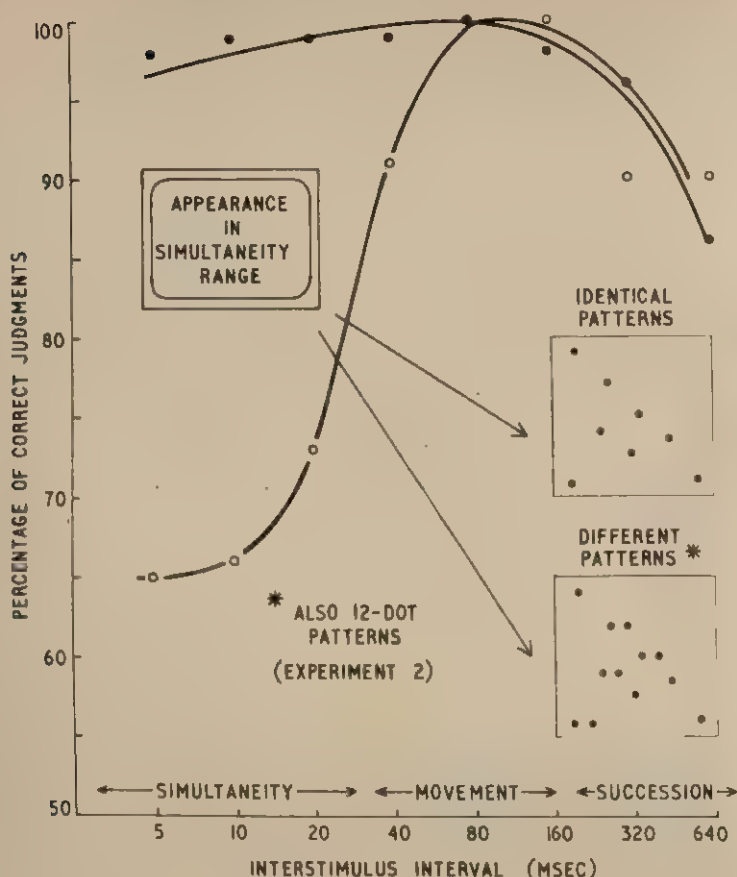 100
90
80
70
60
50
PERCENTAGE OF CORRECT JUDGMENTS
APPEARANCE
IN
SIMULTANEITY
RANGE
IDENTICAL
PATTERNS
DIFFERENT
PATTERNS *
* ALSO 12-DOT
PATTERNS
(EXPERIMENT 2)
SIMULTANEITY MOVEMENT SUCCESSION
5 10 20 40 80 160 320 640
INTERSTIMULUS INTERVAL (MSEC)